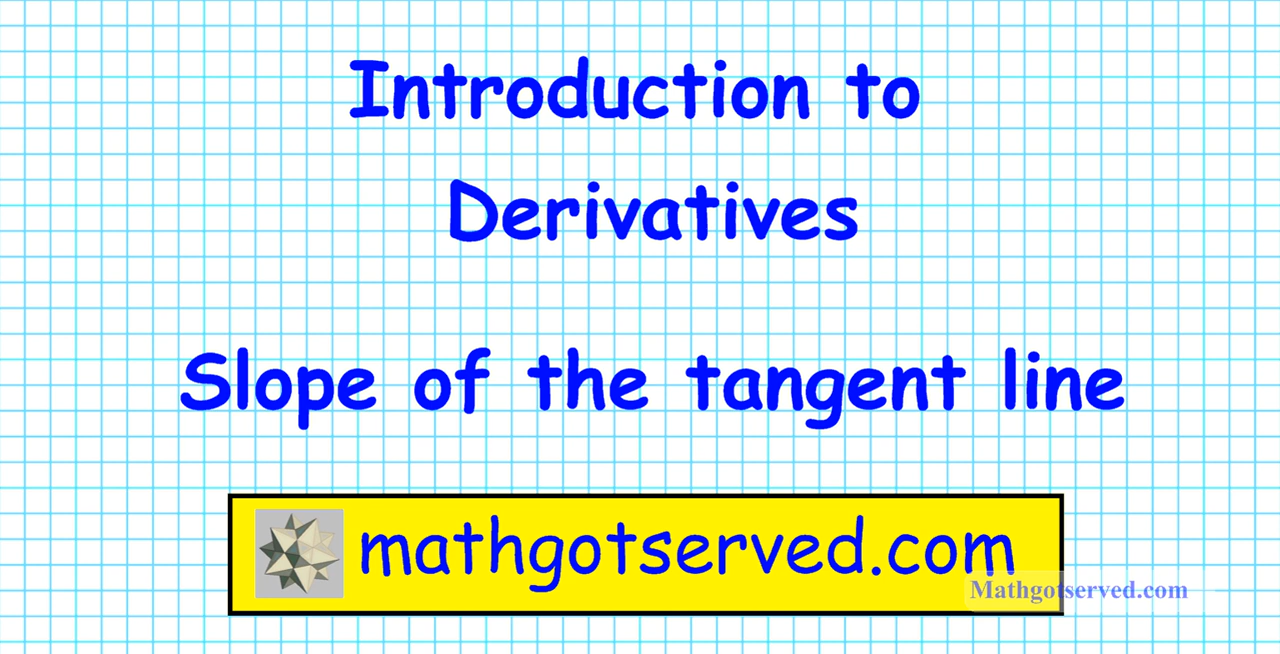 Introduction to
Derivatives
Slope of the tangent line
mathgotserved.com
Mathgotserved.com